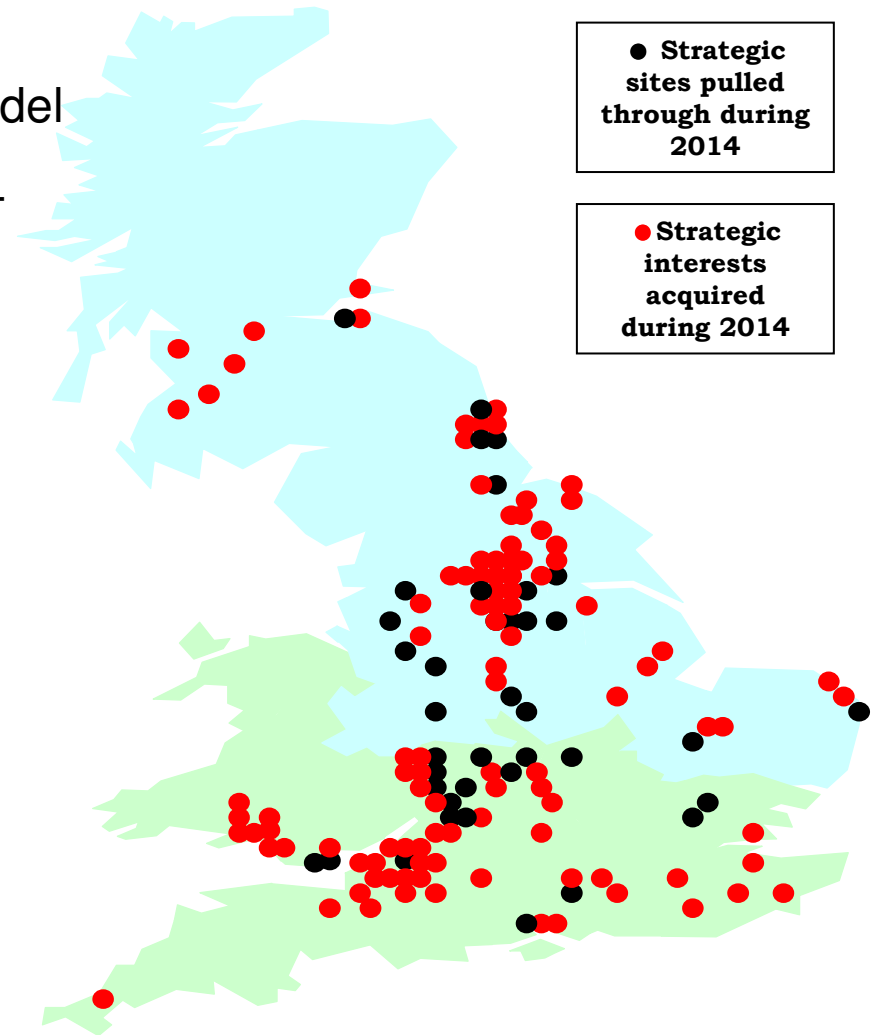 del
● Strategic
sites pulled
through during
2014
● Strategic
interests
acquired
during 2014